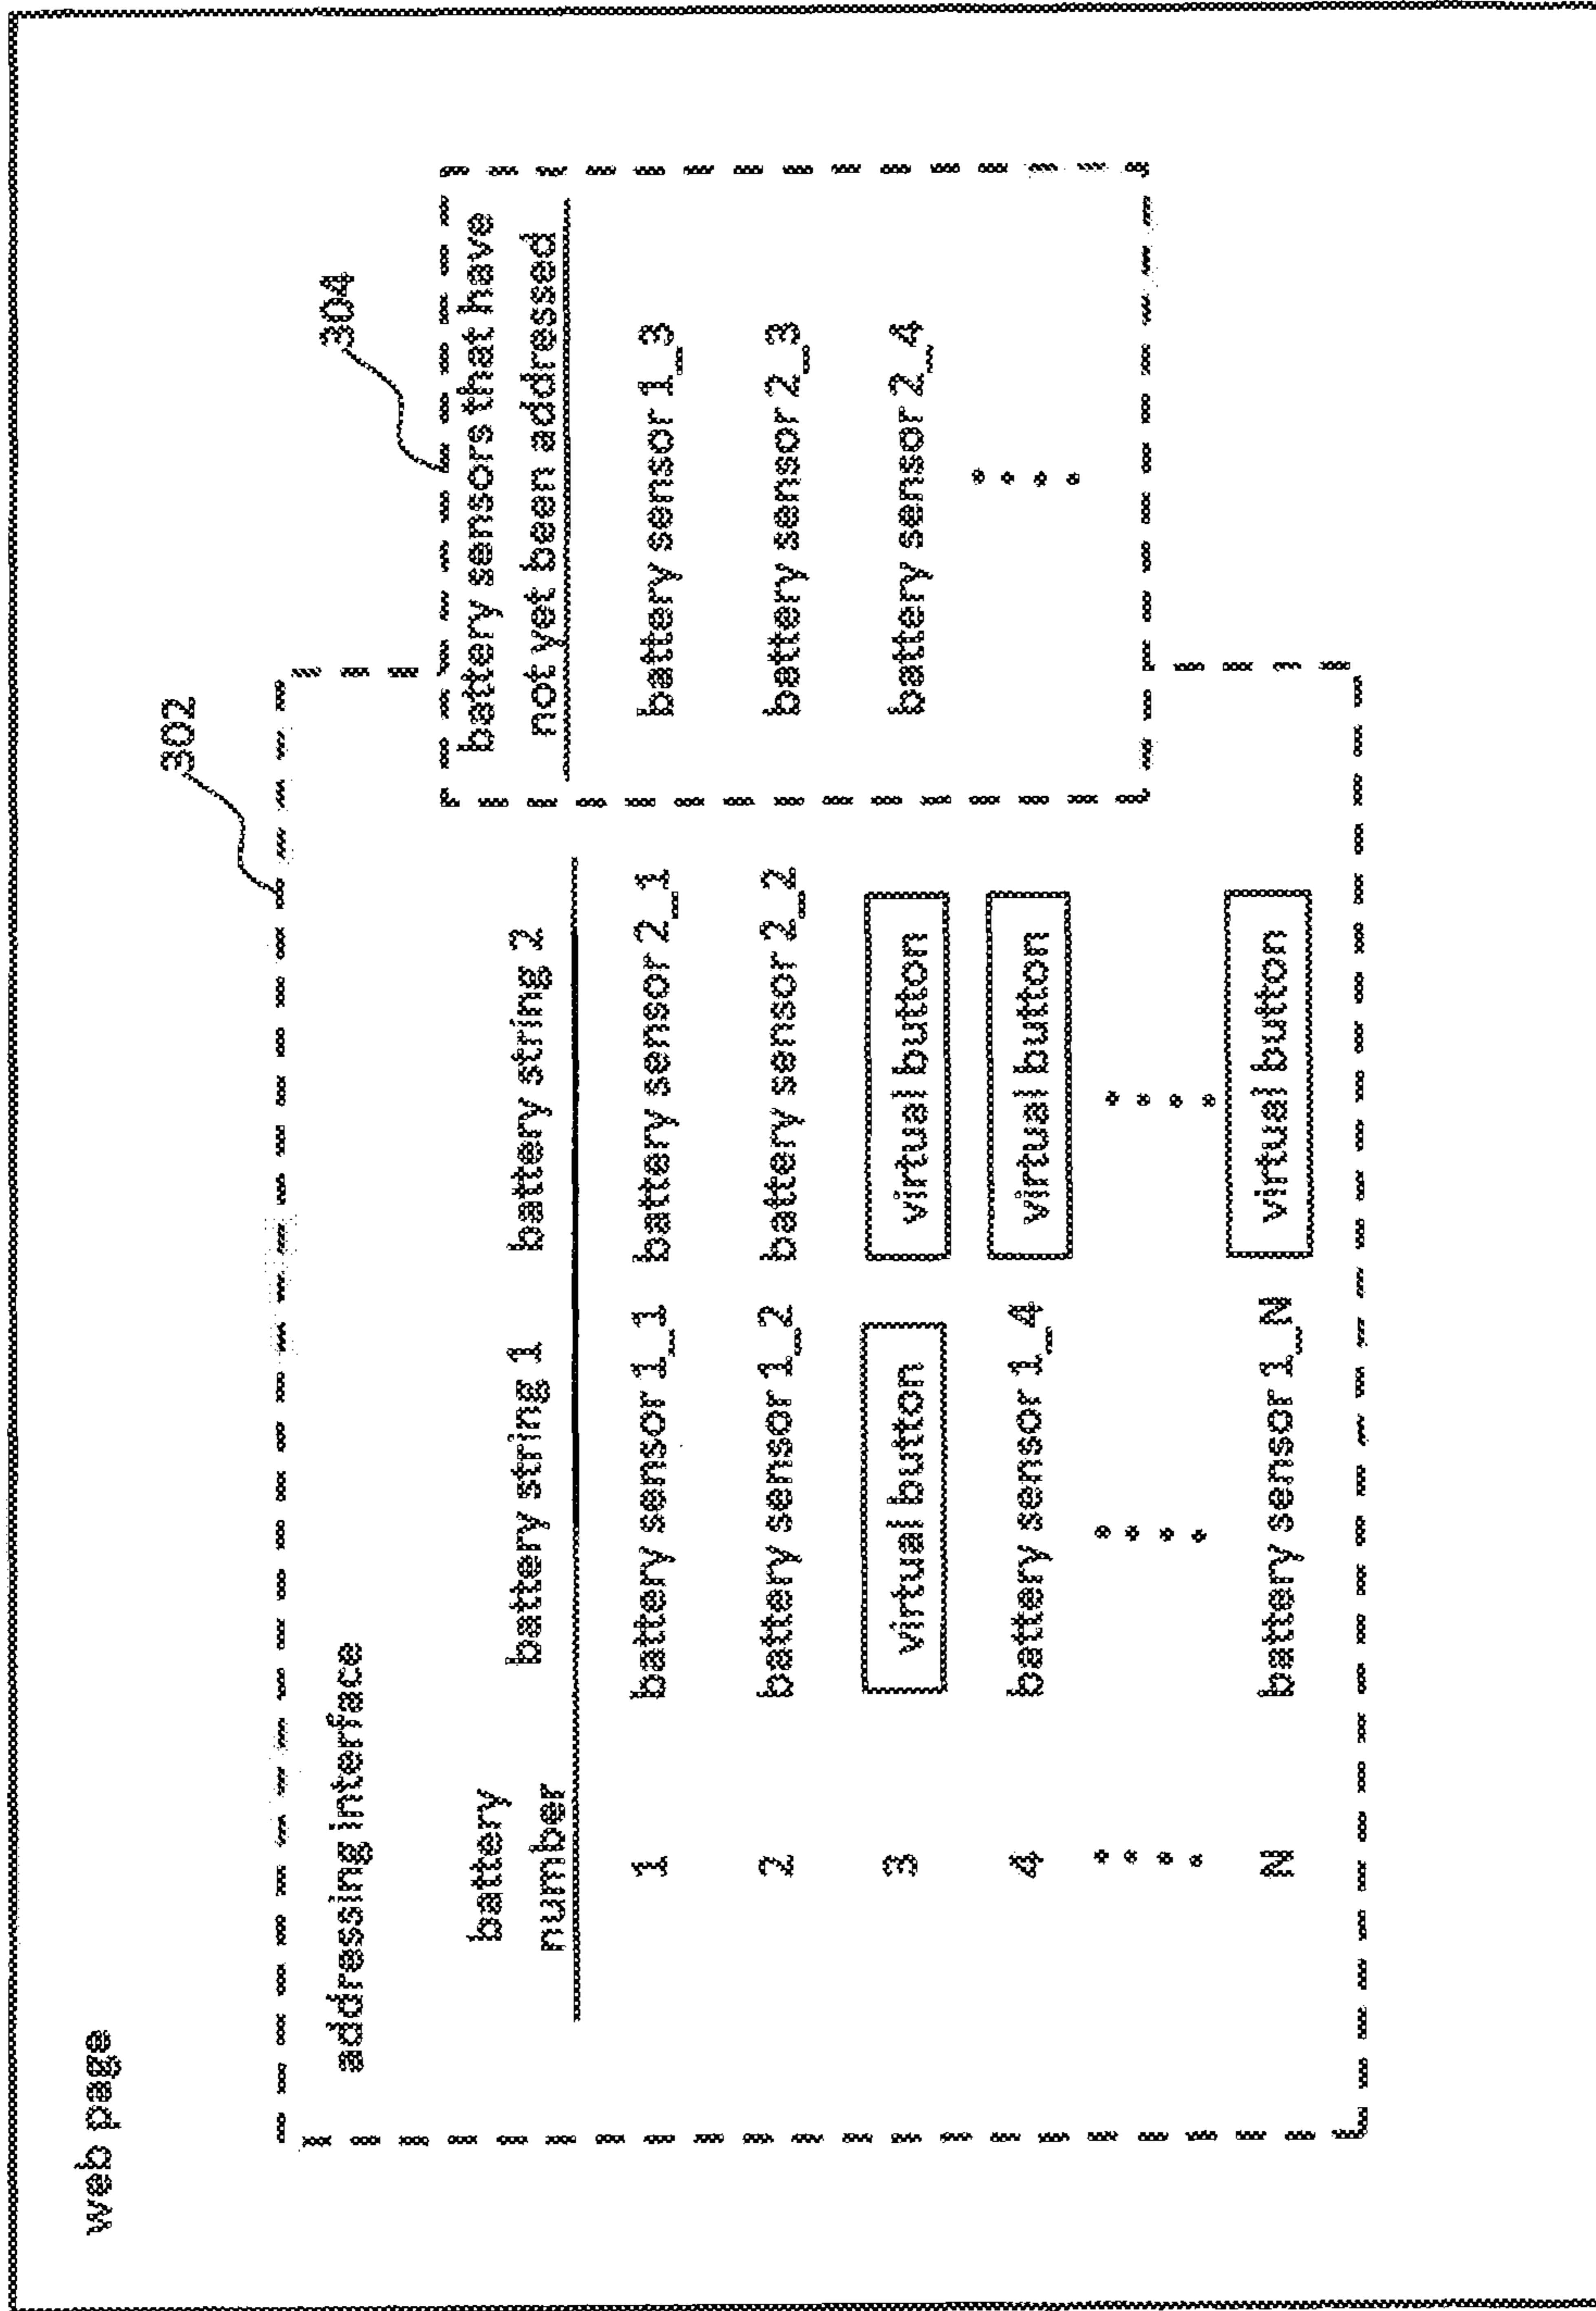 web page
302
304
addressing interface
battery sensors that have
not yet been addressed
battery
number battery string 1 battery string 2
1 battery sensor 1_1 battery sensor 2_1 battery sensor 1_3
2 battery sensor 1_2 battery sensor 2_2 battery sensor 2_3
3 virtual button virtual button battery sensor 2_4
4 battery sensor 1_4 virtual button
N battery sensor 1_N virtual button